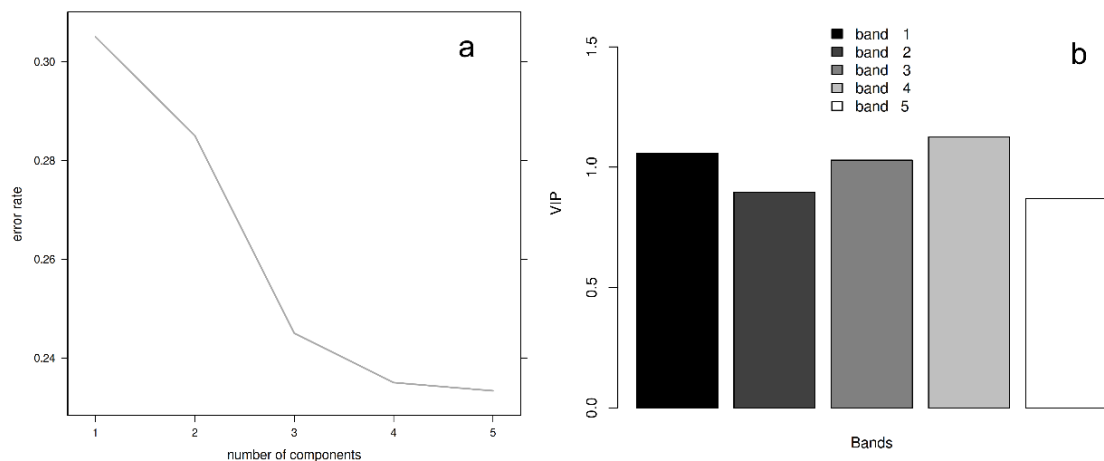 a
0.30
0.28
0.26
0.24
error rate
1 2 3 4 5
number of components
b
band 1
band 2
band 3
band 4
band 5
1.5
1.0
0.5
0.0
VIP
Bands